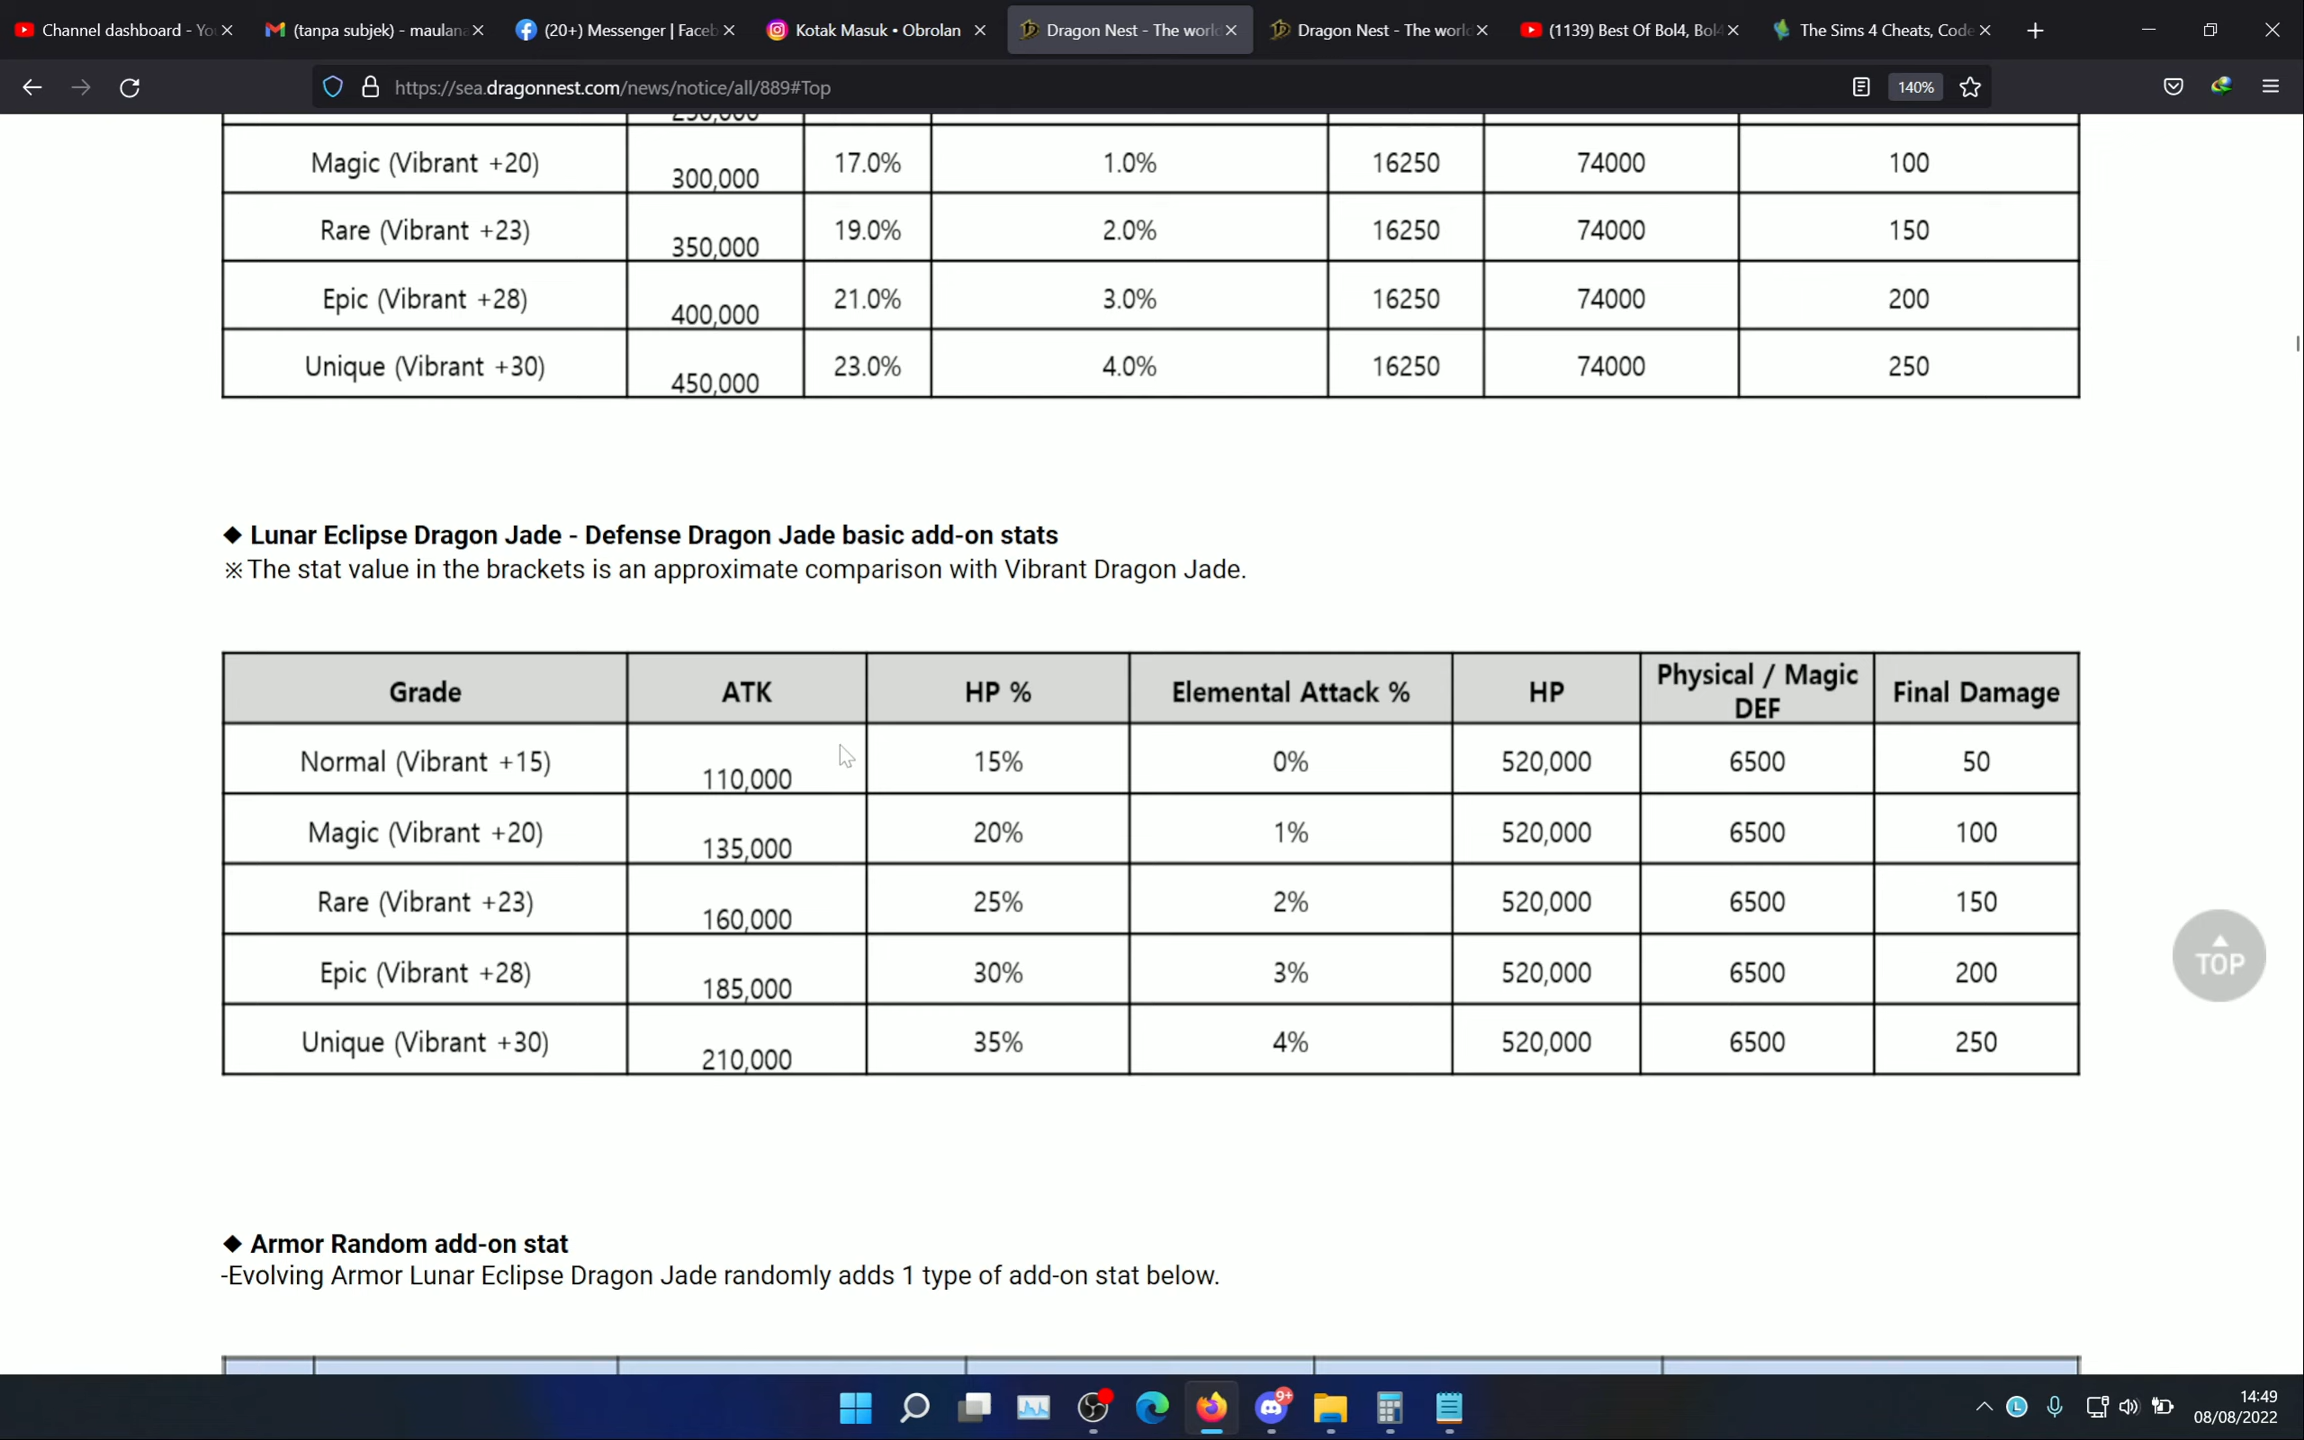 Channel dashboard - Yo
(tanpa subjek) - maulana
(20+) Messenger | Faceb
Kotak Masuk • Obrolan
Dragon Nest - The worl
Dragon Nest - The worl
(1139) Best Of Bol4, Bol4
The Sims 4 Cheats, Code
https://sea.dragonnest.com/news/notice/all/889#Top
140%
250,000
Magic (Vibrant +20) 300,000 17.0% 1.0% 16250 74000 100
Rare (Vibrant +23) 350,000 19.0% 2.0% 16250 74000 150
Epic (Vibrant +28) 400,000 21.0% 3.0% 16250 74000 200
Unique (Vibrant +30) 450,000 23.0% 4.0% 16250 74000 250
◆ Lunar Eclipse Dragon Jade - Defense Dragon Jade basic add-on stats
※ The stat value in the brackets is an approximate comparison with Vibrant Dragon Jade.
Grade ATK HP % Elemental Attack % HP Physical / Magic DEF Final Damage
Normal (Vibrant +15) 110,000 15% 0% 520,000 6500 50
Magic (Vibrant +20) 135,000 20% 1% 520,000 6500 100
Rare (Vibrant +23) 160,000 25% 2% 520,000 6500 150
Epic (Vibrant +28) 185,000 30% 3% 520,000 6500 200
Unique (Vibrant +30) 210,000 35% 4% 520,000 6500 250
TOP
◆ Armor Random add-on stat
-Evolving Armor Lunar Eclipse Dragon Jade randomly adds 1 type of add-on stat below.
9+
14:49
08/08/2022